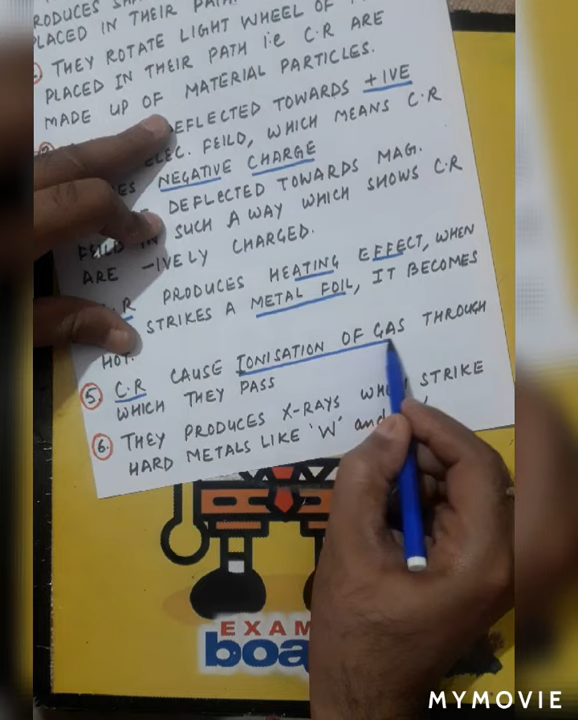 PLACED IN THEIR
THEY ROTATE LIGHT WHEEL OF
PLACED IN THEIR PATH i.e C.R ARE
MADE UP OF MATERIAL PARTICLES.
DEFLECTED TOWARDS +IVE
ELEC. FEILD, WHICH MEANS C.R
NEGATIVE CHARGE
DEFLECTED TOWARDS MAG.
FEILD IN SUCH A WAY WHICH SHOWS C.R
ARE -IVELY CHARGED.
R PRODUCES HEATING EFFECT, WHEN
STRIKES A METAL FOIL, IT BECOMES
HOT.
5. C.R CAUSE IONISATION OF GAS THROUGH
WHICH THEY PASS
6. THEY PRODUCES X-RAYS STRIKE
HARD METALS LIKE 'W' and
EXAM
boa
MYMOVIE